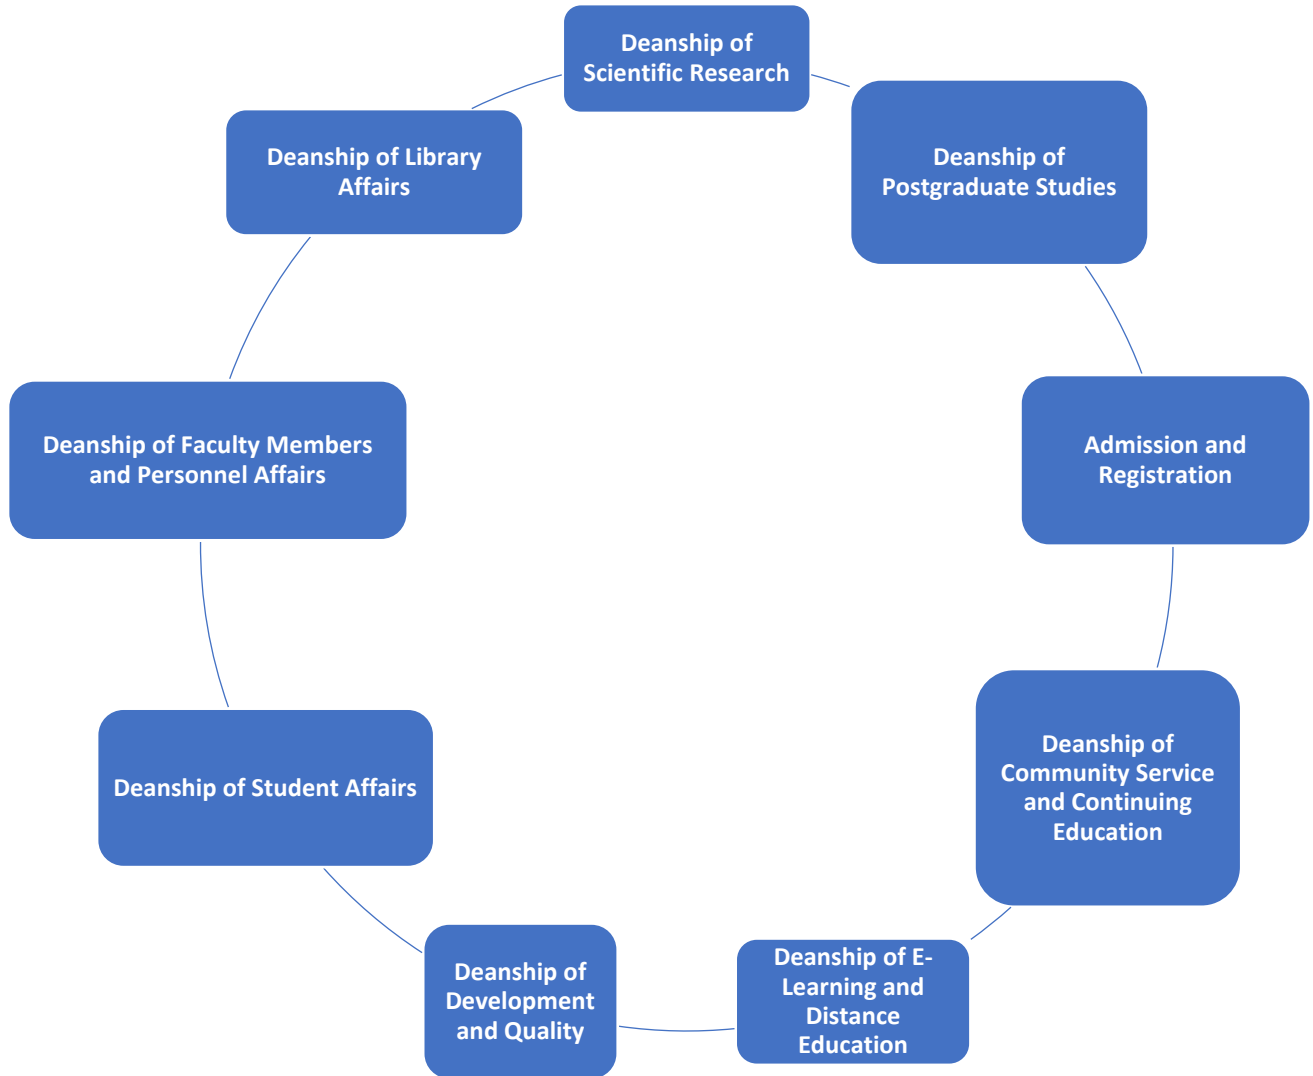 Deanship of
Scientific Research
Deanship of
Postgraduate Studies
Admission and
Registration
Deanship of
Community Service
and Continuing
Education
Deanship of E-
Learning and
Distance
Education
Deanship of
Development
and Quality
Deanship of Student Affairs
Deanship of Faculty Members
and Personnel Affairs
Deanship of Library
Affairs